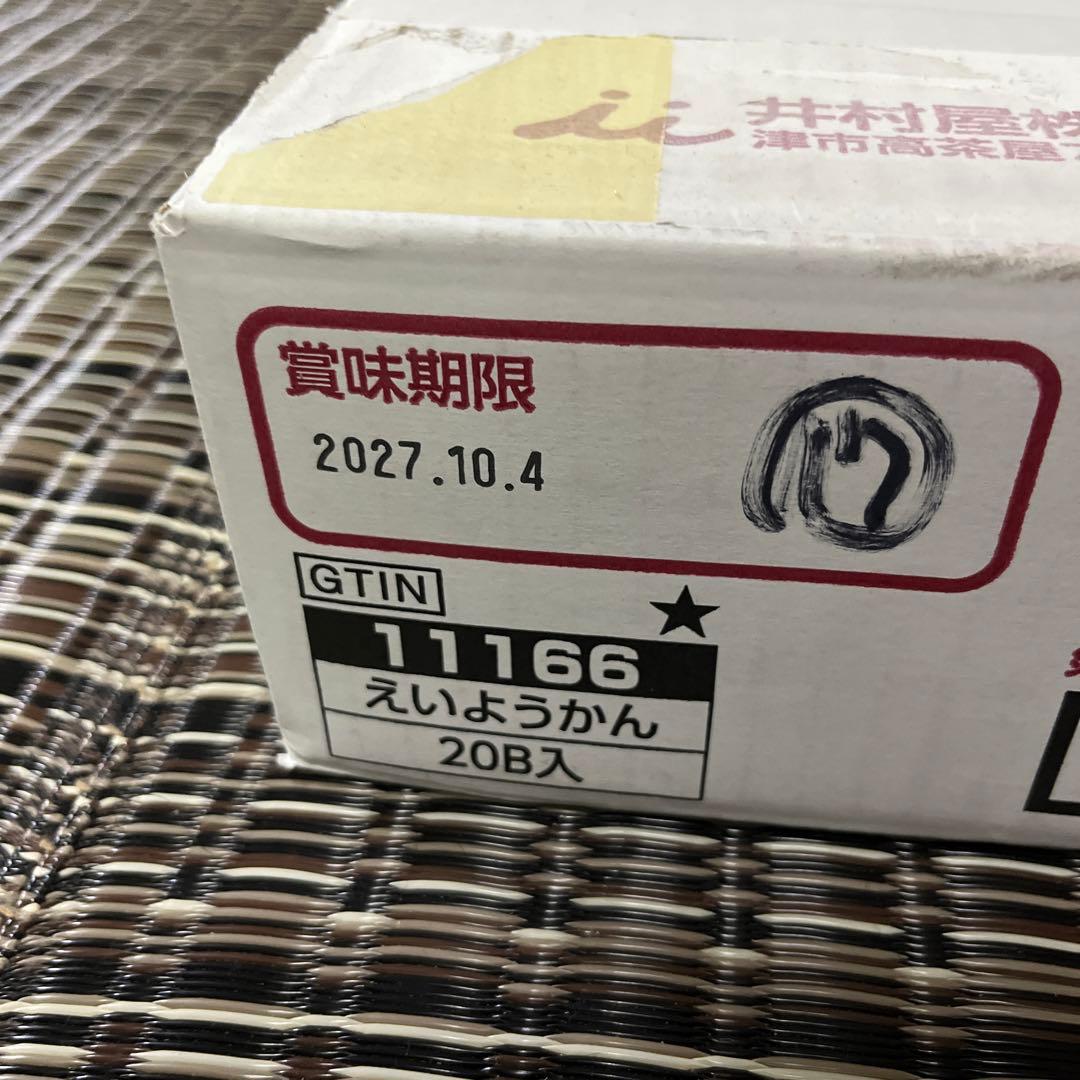 井村屋株
津市高茶屋
賞味期限
2027.10.4
GTIN
★
11166
えいようかん
20B入